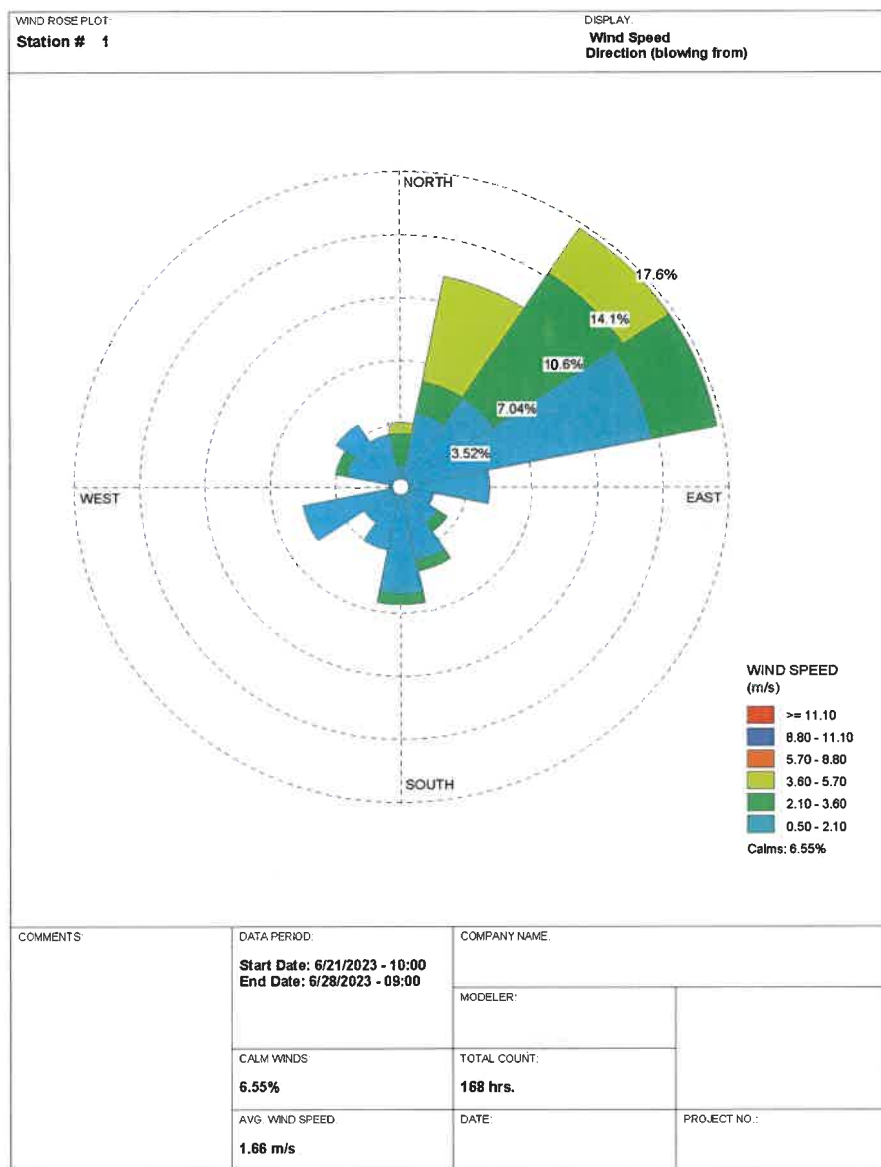 WIND ROSE PLOT:
Station # 1
DISPLAY:
Wind Speed
Direction (blowing from)
NORTH
17.6%
14.1%
10.6%
7.04%
3.52%
WEST
EAST
SOUTH
WIND SPEED
(m/s)
>= 11.10
8.80 - 11.10
5.70 - 8.80
3.60 - 5.70
2.10 - 3.60
0.50 - 2.10
Calms: 6.55%
COMMENTS:
DATA PERIOD:
Start Date: 6/21/2023 - 10:00
End Date: 6/28/2023 - 09:00
COMPANY NAME:
MODELER:
CALM WINDS:
6.55%
TOTAL COUNT:
168 hrs.
AVG. WIND SPEED:
1.66 m/s
DATE:
PROJECT NO.: